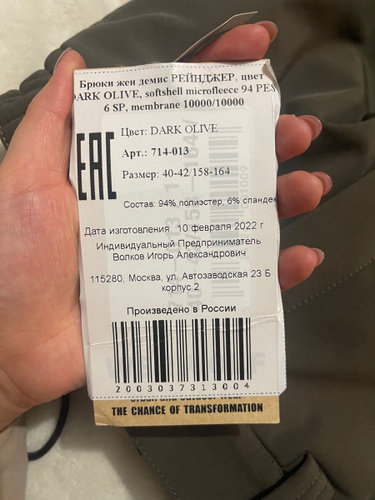 Брюки жен демис РЕЙНДЖЕР, цвет
DARK OLIVE, softshell microfleece 94 PES
6 SP, membrane 10000/10000
EAC
Цвет: DARK OLIVE
Арт.: 714-013
Размер: 40-42 158-164
Состав: 94% полиэстер, 6% спандекс
Дата изготовления 10 февраля 2022 г
Индивидуальный Предприниматель
Волков Игорь Александрович
115280, Москва, ул. Автозаводская 23 Б
корпус 2
Произведено в России
2003037313004
THE CHANCE OF TRANSFORMATION